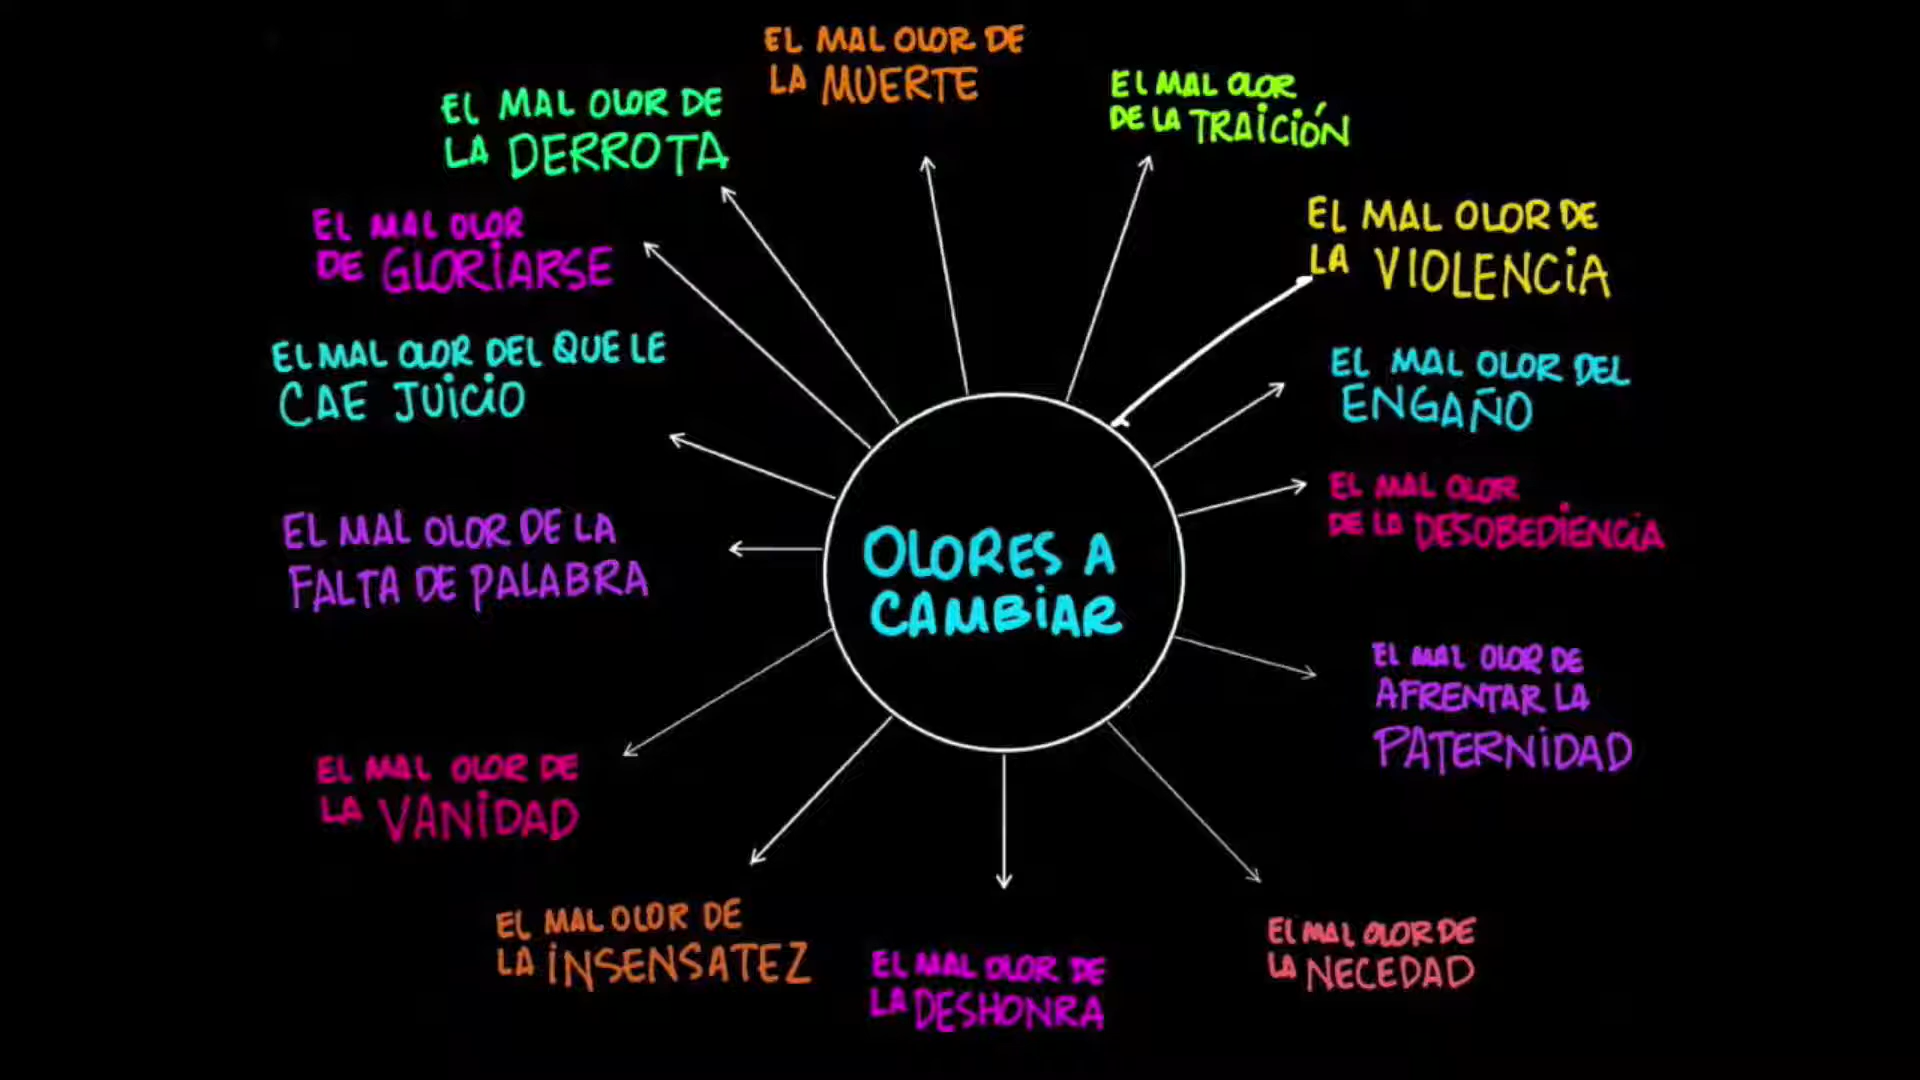 EL MAL OLOR DE
LA MUERTE
EL MAL OLOR
DE LA TRAICIÓN
EL MAL OLOR DE
LA VIOLENCIA
EL MAL OLOR DEL
ENGAÑO
EL MAL OLOR
DE LA DESOBEDIENCIA
EL MAL OLOR DE
AFRENTAR LA
PATERNIDAD
EL MAL OLOR DE
LA NECEDAD
EL MAL OLOR DE
LA DESHONRA
EL MAL OLOR DE
LA INSENSATEZ
EL MAL OLOR DE
LA VANIDAD
EL MAL OLOR DE LA
FALTA DE PALABRA
EL MAL OLOR DEL QUE LE
CAE JUICIO
EL MAL OLOR
DE GLORIARSE
EL MAL OLOR DE
LA DERROTA
OLORES A
CAMBIAR